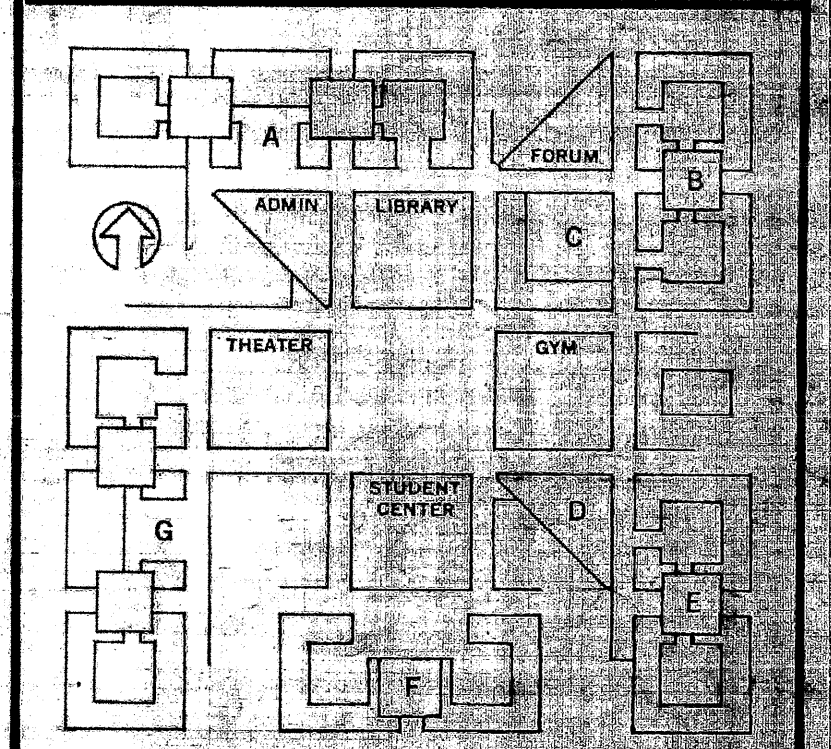 A
FORUM
B
ADMIN
LIBRARY
C
THEATER
GYM
STUDENT
CENTER
D
G
E
F